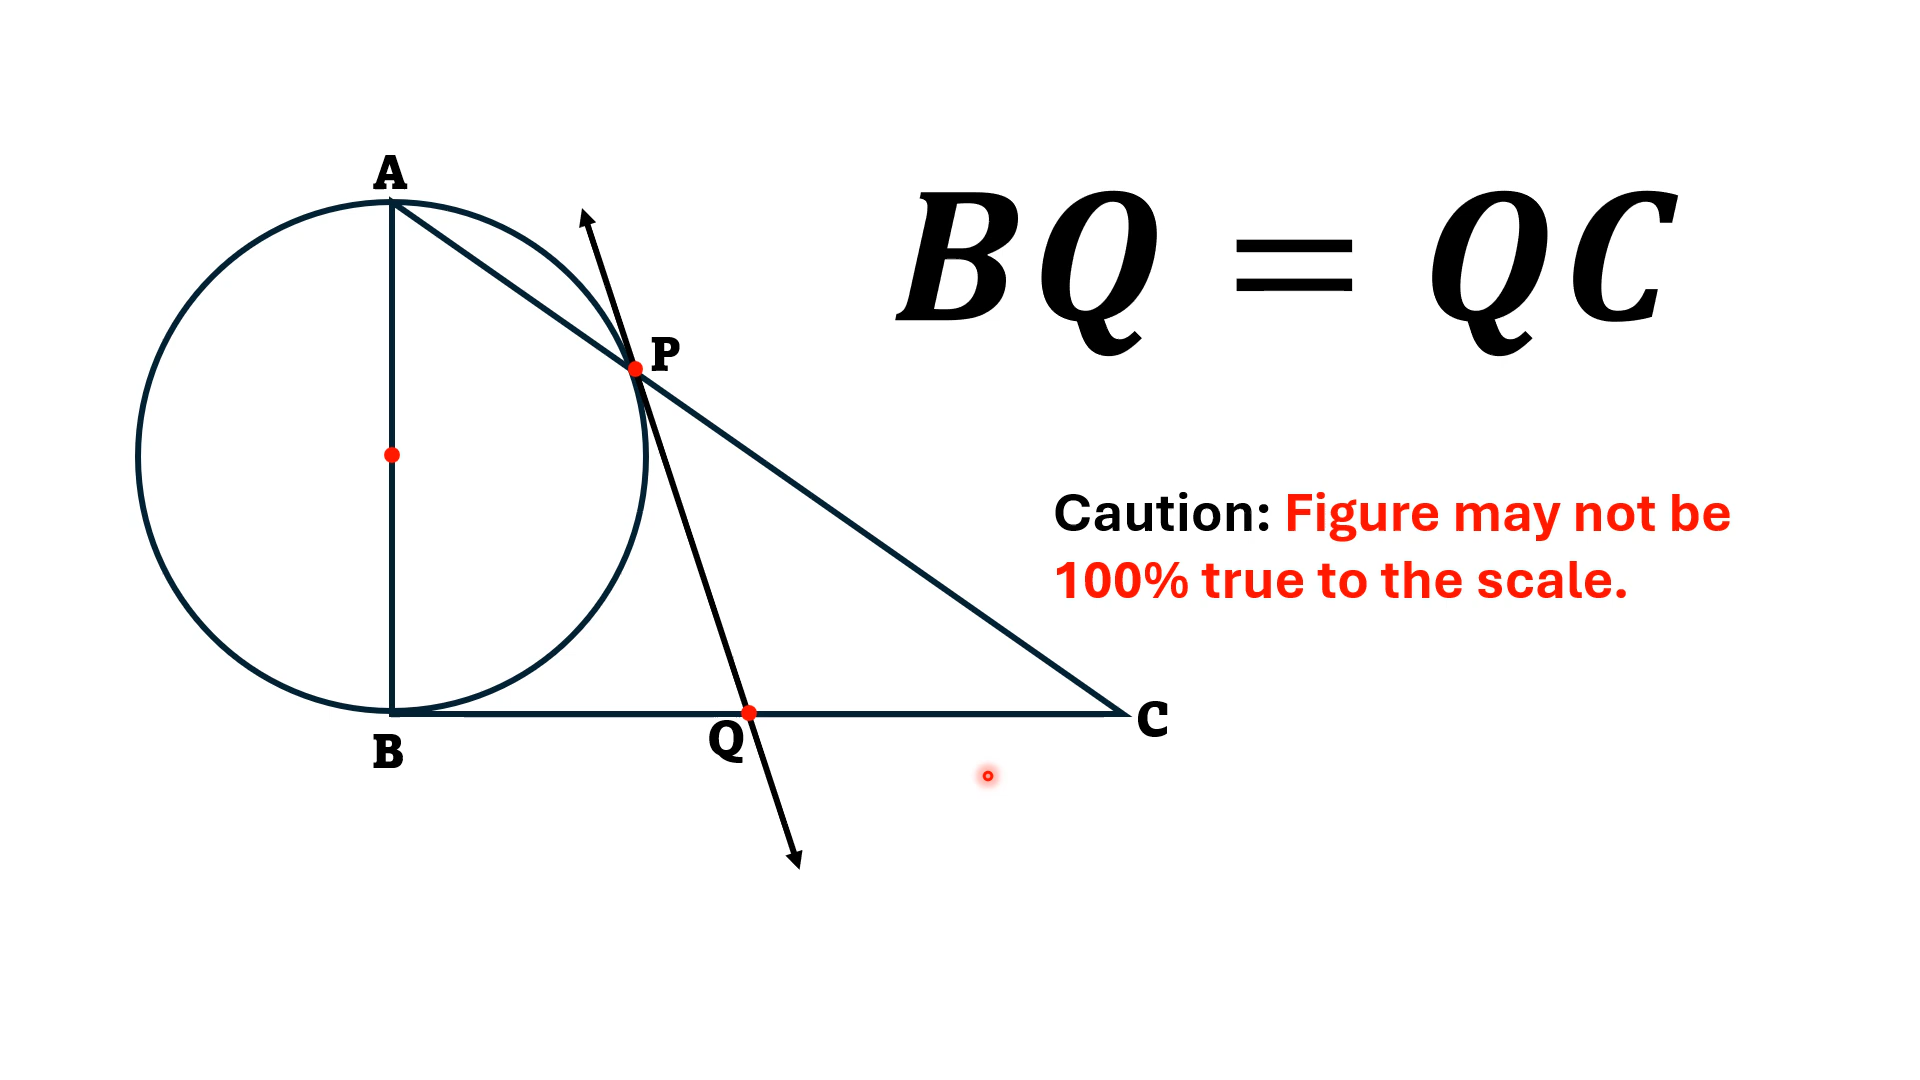 A
P
B
Q
C
BQ = QC
Caution: Figure may not be
100% true to the scale.